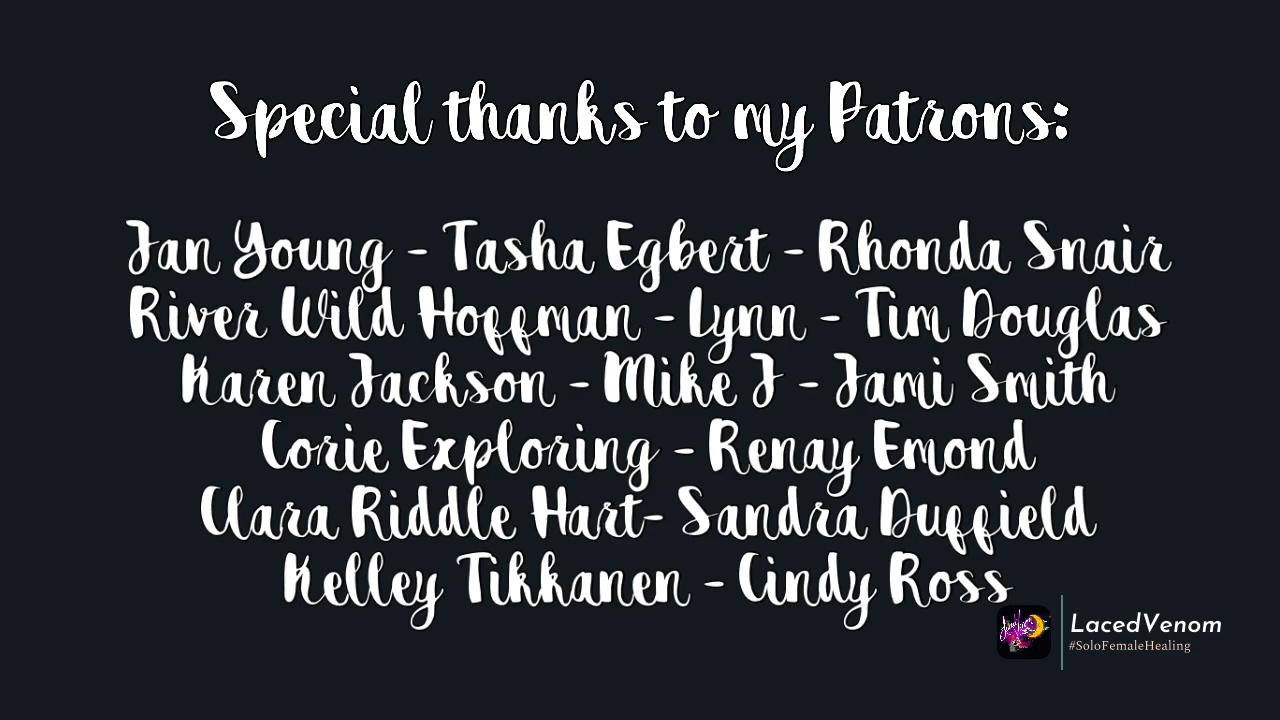 Special thanks to my Patrons:
Jan Young - Tasha Egbert - Rhonda Snair
River Wild Hoffman - Lynn - Tim Douglas
Karen Jackson - Mike J - Jami Smith
Corie Exploring - Renay Emond
Clara Riddle Hart- Sandra Duffield
Kelley Tikkanen - Cindy Ross
LacedVenom
#SoloFemaleHealing